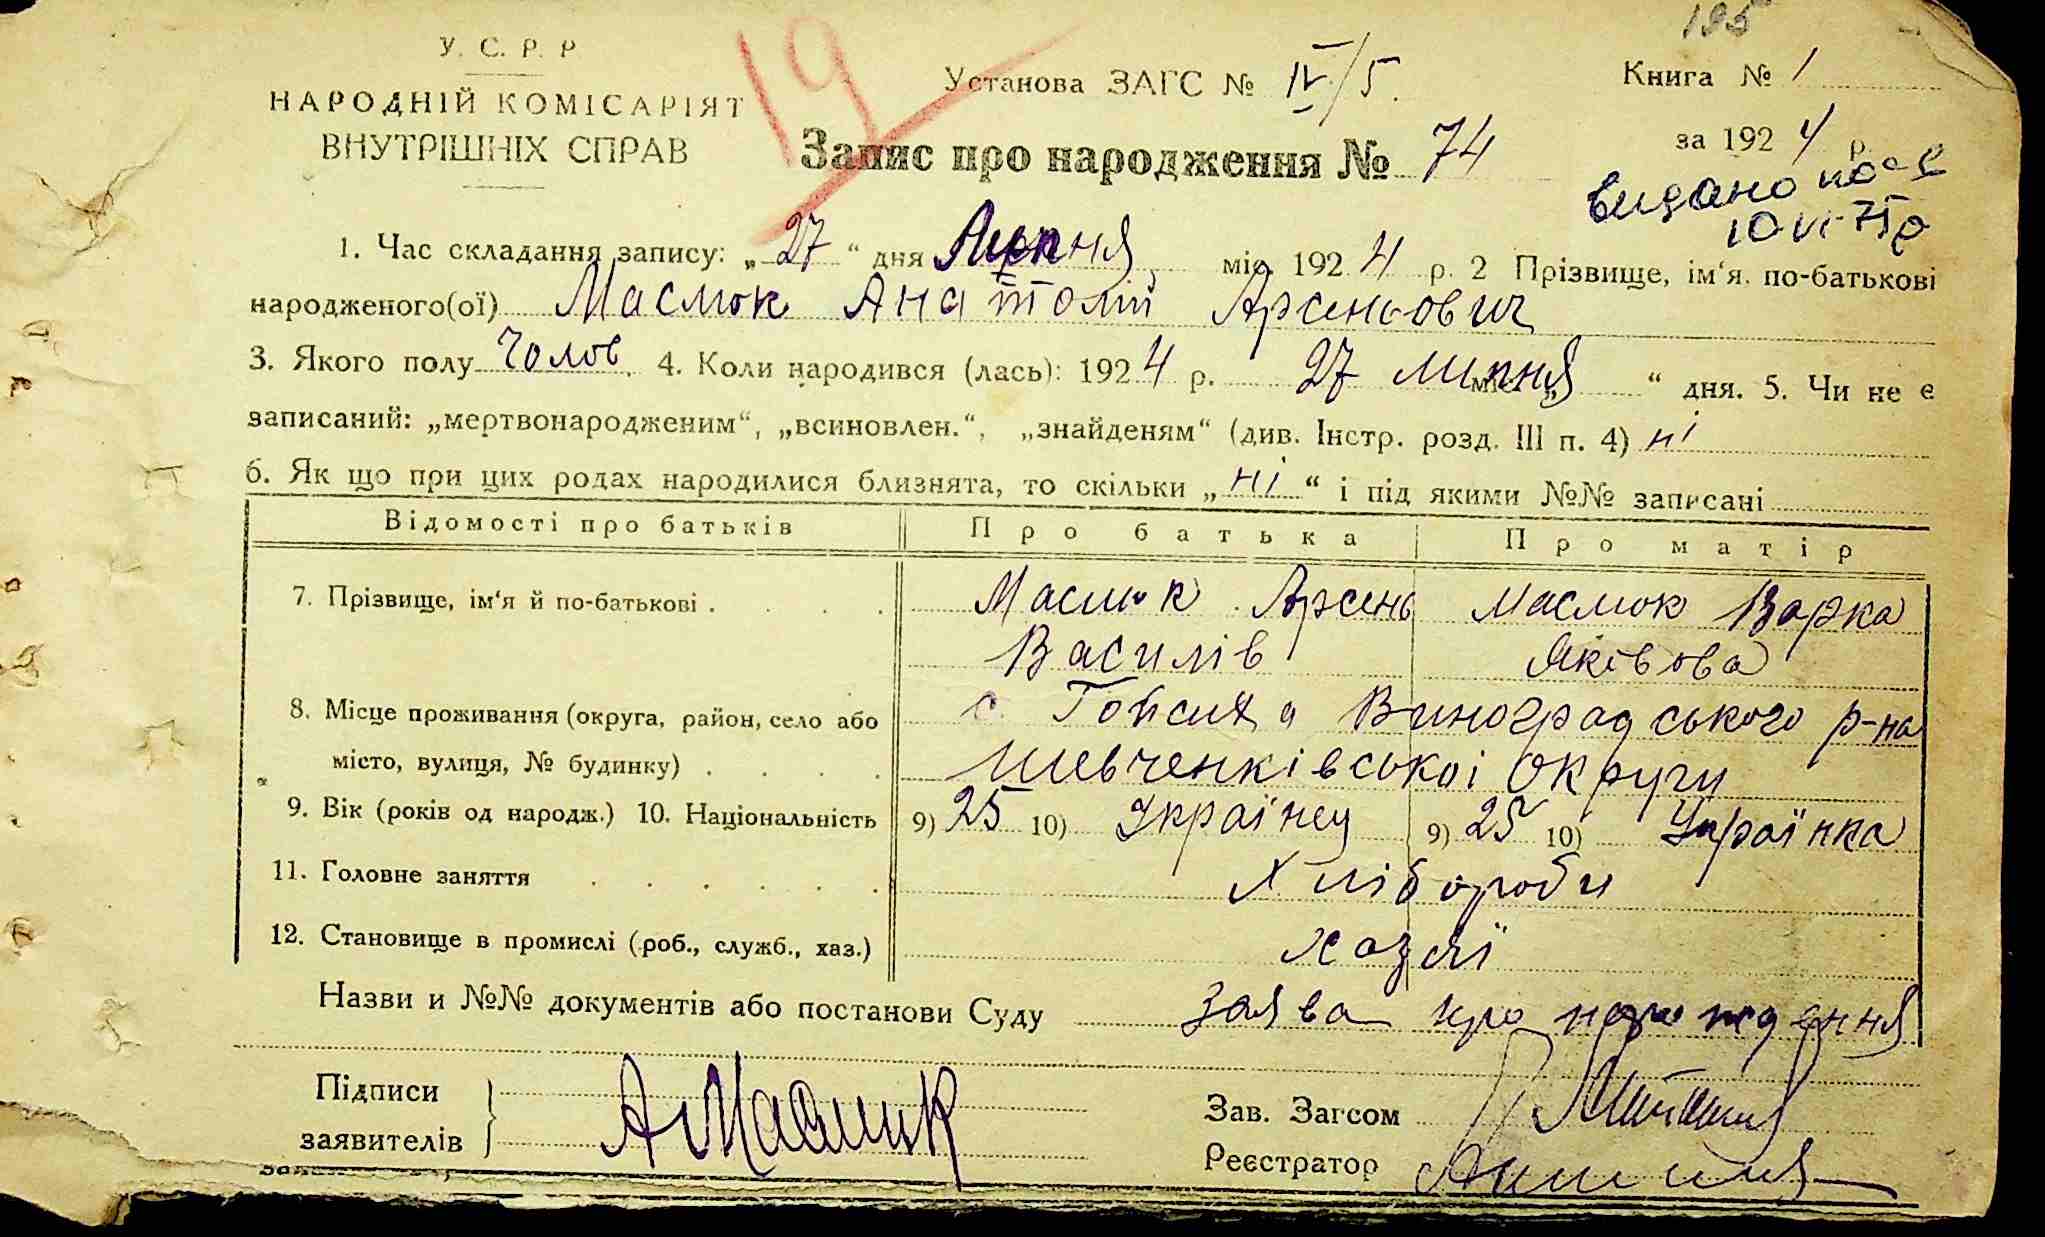 195
У. С. Р. Р
НАРОДНІЙ КОМІСАРІЯТ
ВНУТРІШНІХ СПРАВ
19
Установа ЗАГС № IV/5.
Книга № 1
за 1924 р.
Запис про народження № 74
видано
10 VI-75р
1. Час складання запису: „27“ дня Липня міс. 1924 р. 2 Прізвище, ім'я. по-батькові
народженого(ої) Маслюк Анатолій Арсеньович
3. Якого полу Чолов. 4. Коли народився (лась): 1924 р. 27 липня міс. „ “ дня. 5. Чи не є
записаний: „мертвонародженим“, „всиновлен.“, „знайденям“ (див. Інстр. розд. III п. 4) ні
6. Як що при цих родах народилися близнята, то скільки „ні“ і під якими №№ записані
Відомості про батьків Про батька Про матір
7. Прізвище, ім'я й по-батькові . Маслюк Арсень Маслюк Варка
Василів Яківова
8. Місце проживання (округа, район, село або с. Виноградського р-на
місто, вулиця, № будинку) Шевченківської Округи
9. Вік (років од народж.) 10. Національність 9) 25 10) Українец 9) 25 10) Українка
11. Головне заняття Хлібороби
12. Становище в промислі (роб., служб., хаз.) хазяї
Назви и №№ документів або постанови Суду Заява про народження
Підписи
заявителів А Маслюк
Зав. Загсом
Реєстратор